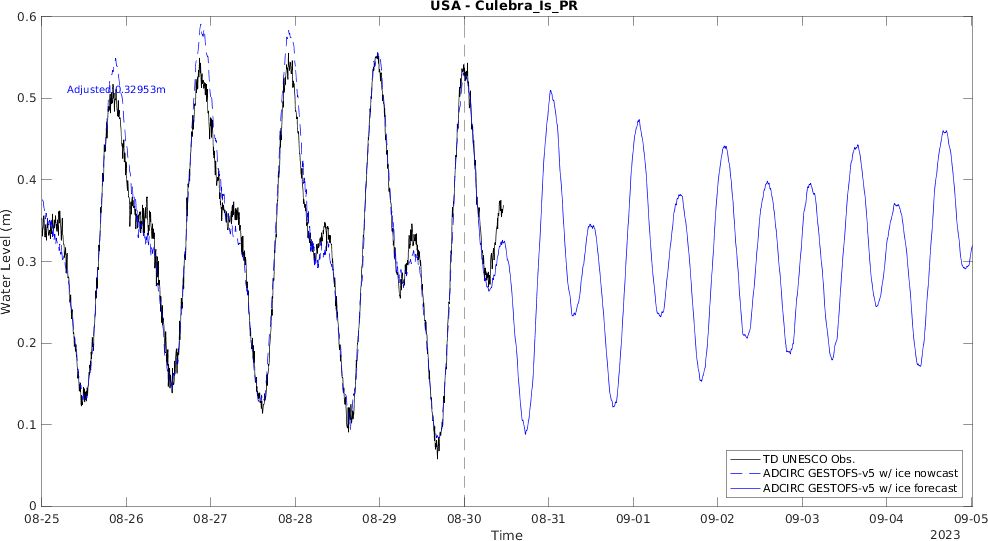 USA - Culebra_Is_PR
0.6
0.5
0.4
0.3
0.2
0.1
0
Water Level (m)
Adjusted 0.32953m
TD UNESCO Obs.
ADCIRC GESTOFS-v5 w/ ice nowcast
ADCIRC GESTOFS-v5 w/ ice forecast
08-25 08-26 08-27 08-28 08-29 08-30 08-31 09-01 09-02 09-03 09-04 09-05
Time
2023